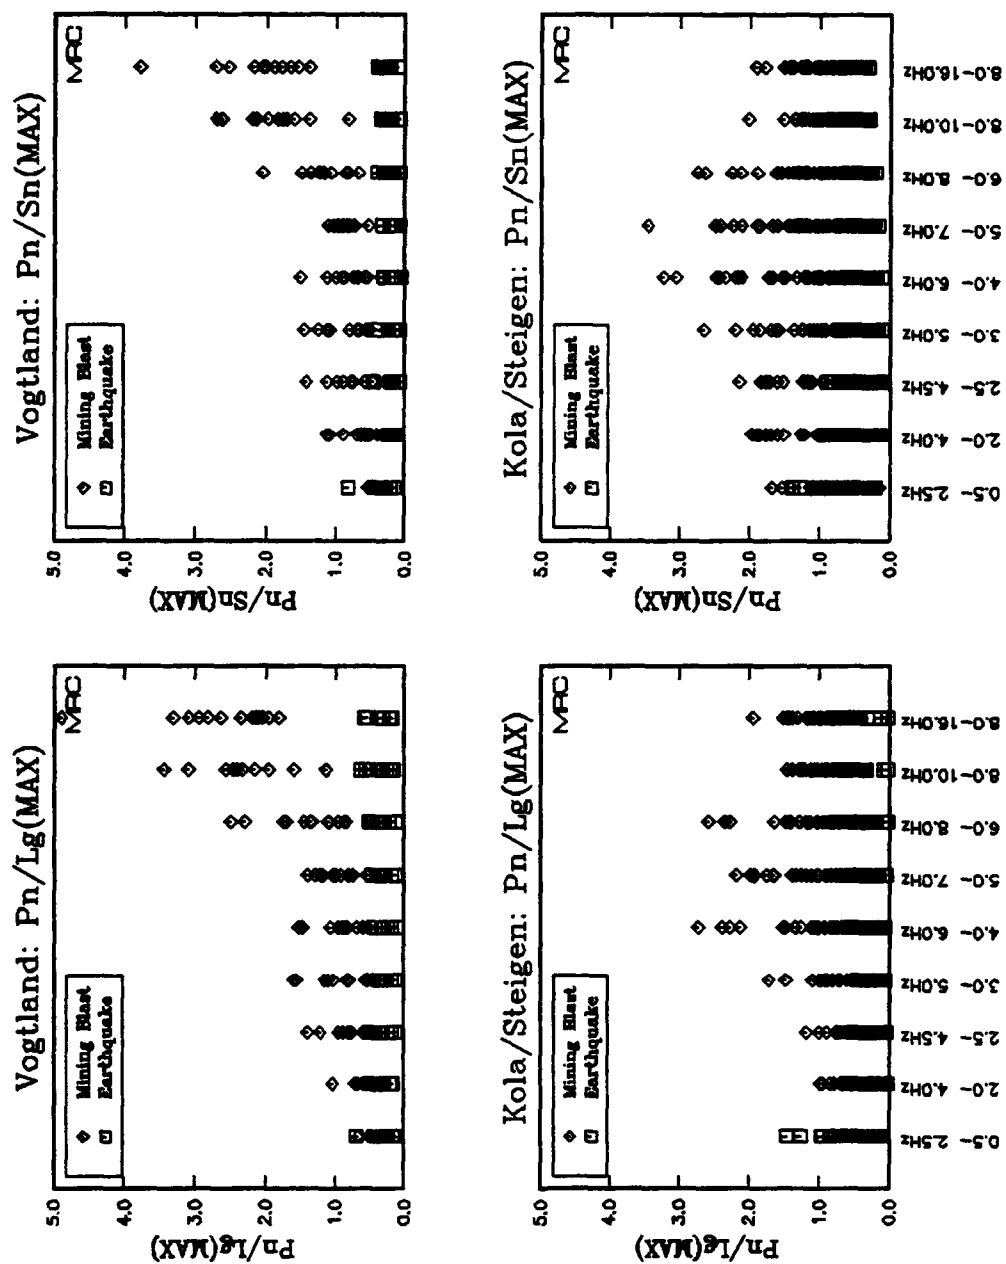 Vogtland: Pn/Sn(MAX)
MRC
Mining Blast
Earthquake
5.0
4.0
3.0
2.0
1.0
0.0
Pn/Sn(MAX)
Kola/Steigen: Pn/Sn(MAX)
MRC
Mining Blast
Earthquake
5.0
4.0
3.0
2.0
1.0
0.0
Pn/Sn(MAX)
0.5~ 2.5Hz
2.0~ 4.0Hz
2.5~ 4.5Hz
3.0~ 5.0Hz
4.0~ 6.0Hz
5.0~ 7.0Hz
6.0~ 8.0Hz
8.0~10.0Hz
8.0~16.0Hz
Vogtland: Pn/Lg(MAX)
MRC
Mining Blast
Earthquake
5.0
4.0
3.0
2.0
1.0
0.0
Pn/Lg(MAX)
Kola/Steigen: Pn/Lg(MAX)
MRC
Mining Blast
Earthquake
5.0
4.0
3.0
2.0
1.0
0.0
Pn/Lg(MAX)
0.5~ 2.5Hz
2.0~ 4.0Hz
2.5~ 4.5Hz
3.0~ 5.0Hz
4.0~ 6.0Hz
5.0~ 7.0Hz
6.0~ 8.0Hz
8.0~10.0Hz
8.0~16.0Hz